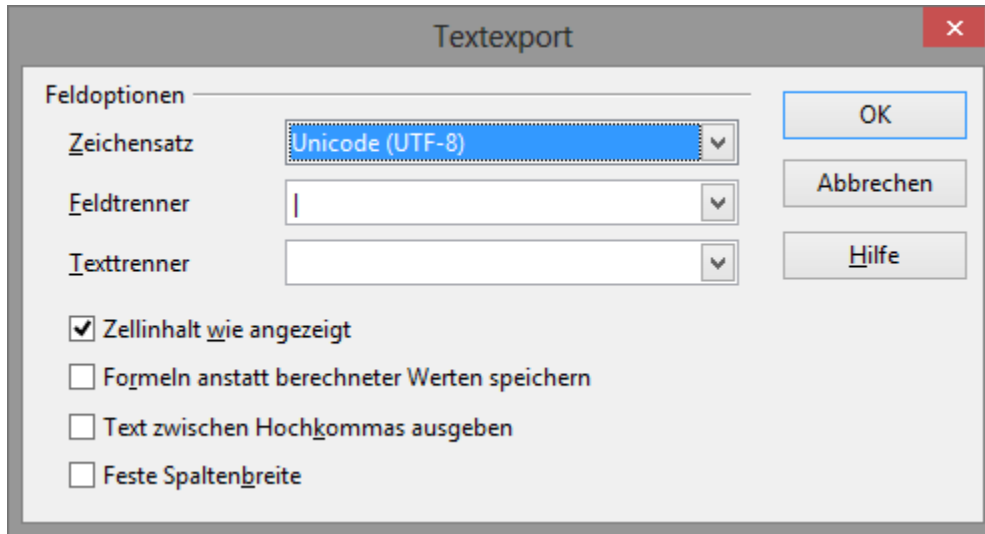 Textexport
Feldoptionen
OK
Zeichensatz
Unicode (UTF-8)
Abbrechen
Feldtrenner
|
Texttrenner
Hilfe
Zellinhalt wie angezeigt
Formeln anstatt berechneter Werten speichern
Text zwischen Hochkommas ausgeben
Feste Spaltenbreite